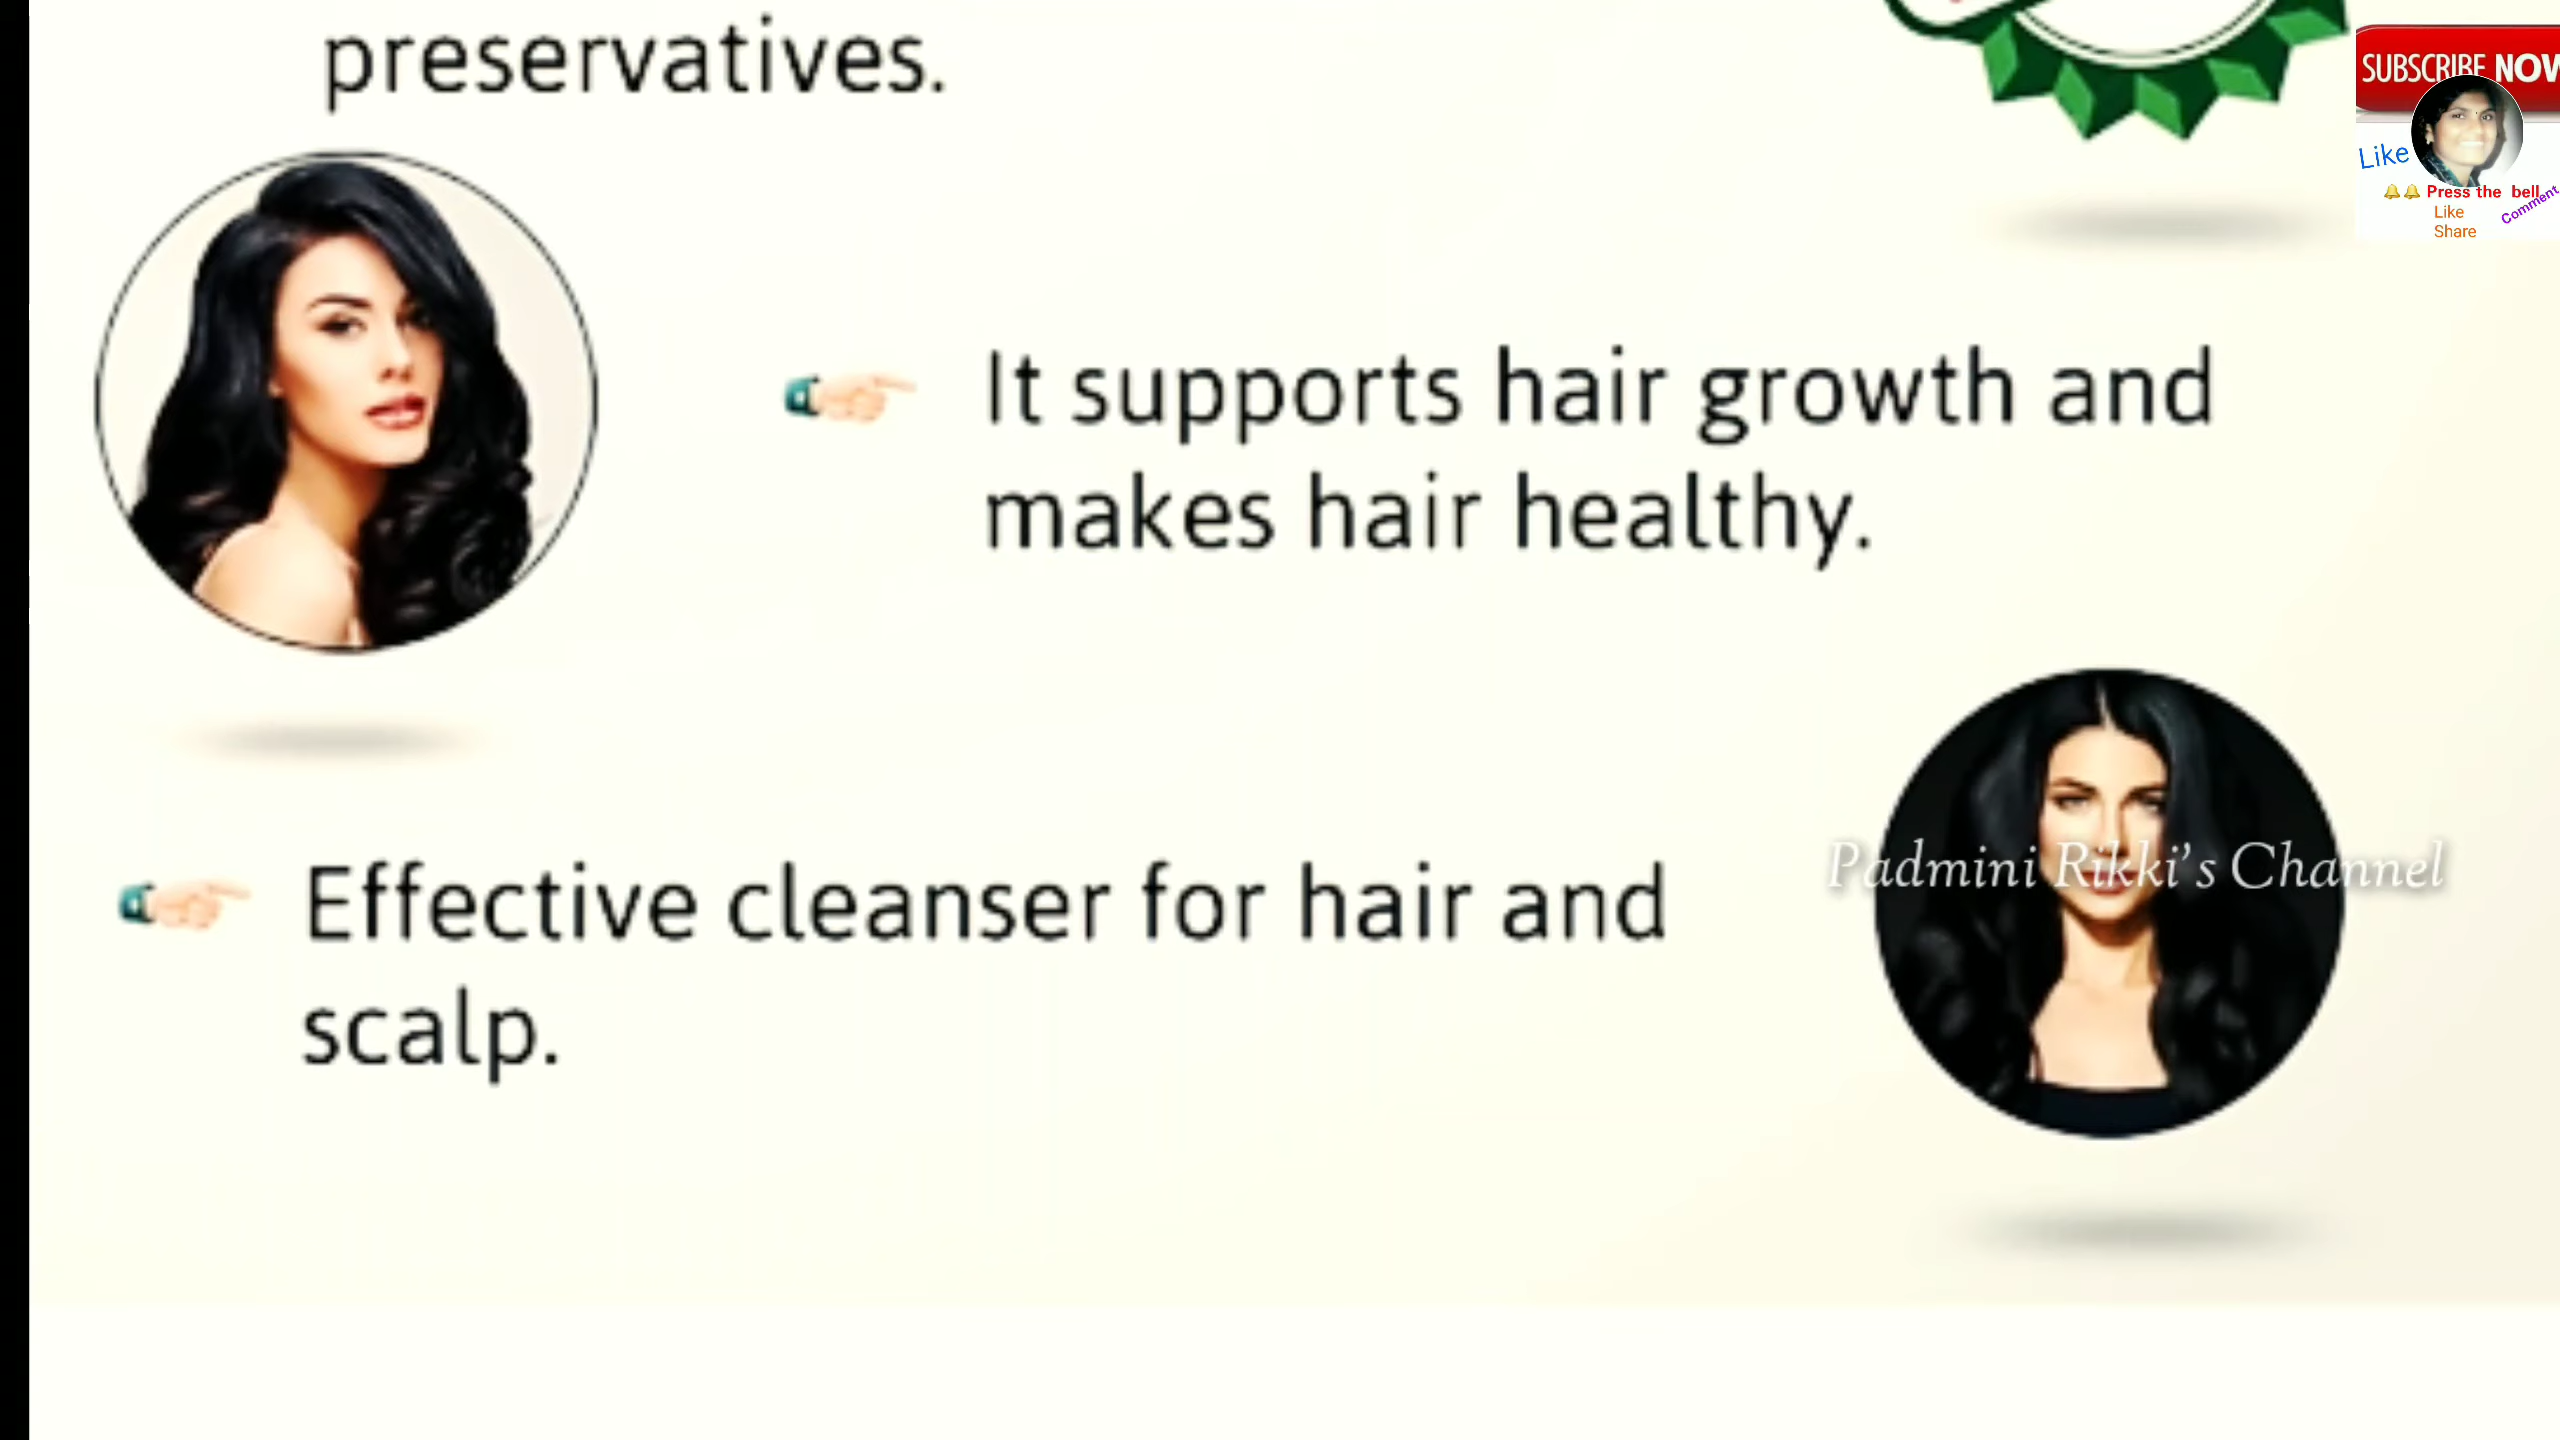 preservatives.
SUBSCRIBE NOW
Like
🔔🔔 Press the bell
Like
Comment
Share
It supports hair growth and
makes hair healthy.
Padmini Rikki's Channel
Effective cleanser for hair and
scalp.